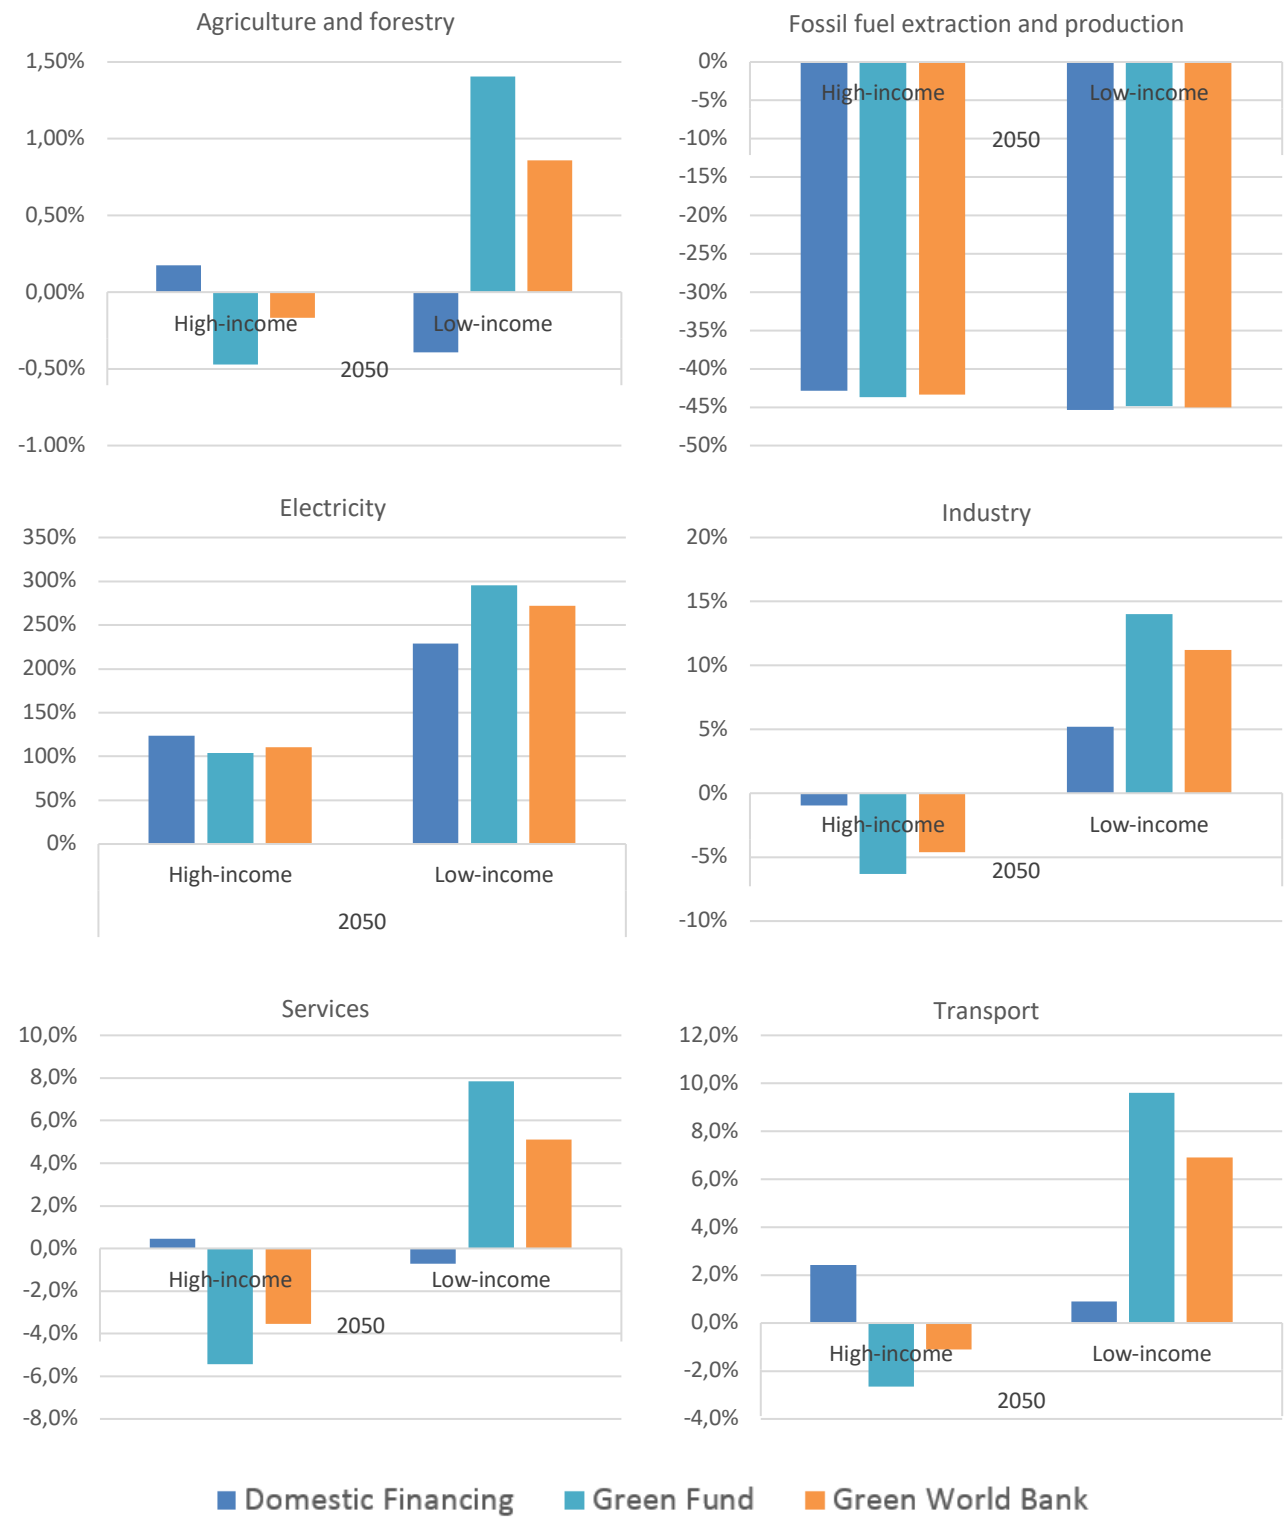 Agriculture and forestry
1,50%
1,00%
0,50%
0,00%
-0,50%
-1.00%
High-income
Low-income
2050
Fossil fuel extraction and production
0%
-5%
-10%
-15%
-20%
-25%
-30%
-35%
-40%
-45%
-50%
High-income
Low-income
2050
Electricity
350%
300%
250%
200%
150%
100%
50%
0%
High-income
Low-income
2050
Industry
20%
15%
10%
5%
0%
-5%
-10%
High-income
Low-income
2050
Services
10,0%
8,0%
6,0%
4,0%
2,0%
0,0%
-2,0%
-4,0%
-6,0%
-8,0%
High-income
Low-income
2050
Transport
12,0%
10,0%
8,0%
6,0%
4,0%
2,0%
0,0%
-2,0%
-4,0%
High-income
Low-income
2050
Domestic Financing
Green Fund
Green World Bank